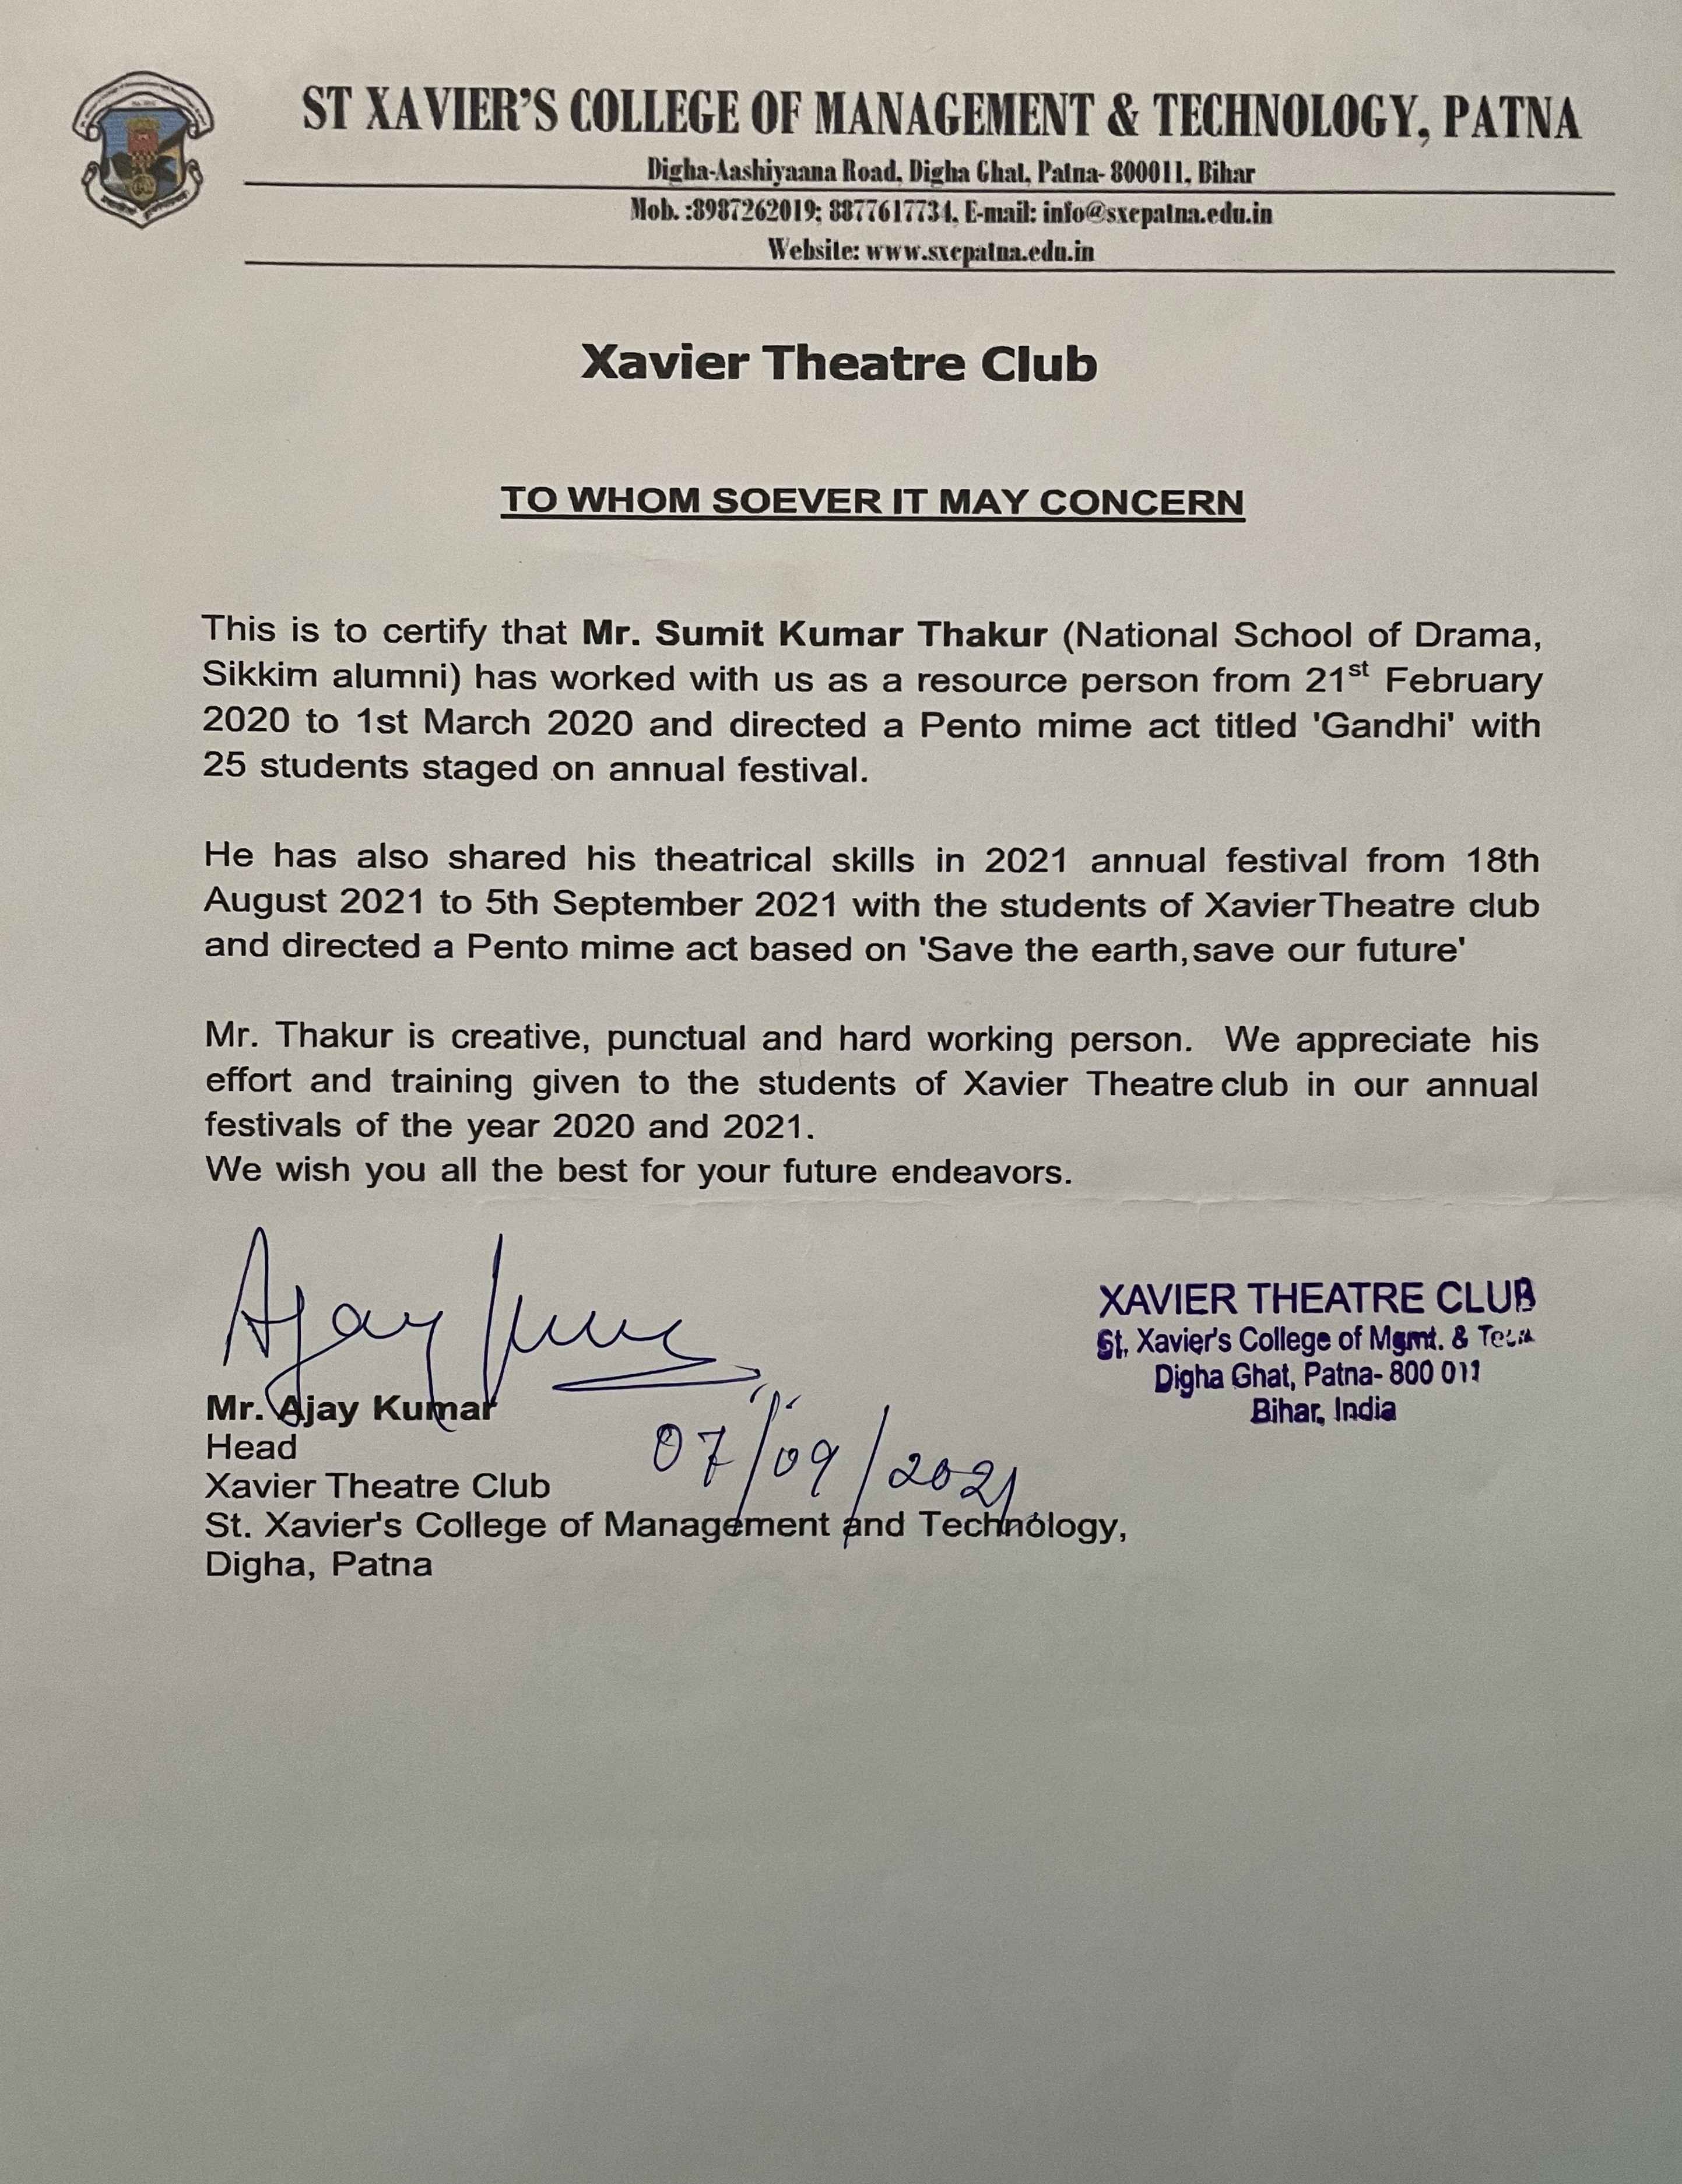 ST XAVIER'S COLLEGE OF MANAGEMENT & TECHNOLOGY, PATNA
Digha-Aashiyaana Road, Digha Ghat, Patna- 800011, Bihar
Mob. :8987262019; 8877617734, E-mail: info@sxcpatna.edu.in
Website: www.sxcpatna.edu.in
Xavier Theatre Club
TO WHOM SOEVER IT MAY CONCERN
This is to certify that Mr. Sumit Kumar Thakur (National School of Drama,
Sikkim alumni) has worked with us as a resource person from 21st February
2020 to 1st March 2020 and directed a Pento mime act titled 'Gandhi' with
25 students staged on annual festival.
He has also shared his theatrical skills in 2021 annual festival from 18th
August 2021 to 5th September 2021 with the students of Xavier Theatre club
and directed a Pento mime act based on 'Save the earth, save our future'
Mr. Thakur is creative, punctual and hard working person. We appreciate his
effort and training given to the students of Xavier Theatre club in our annual
festivals of the year 2020 and 2021.
We wish you all the best for your future endeavors.
Ajay Kumar
XAVIER THEATRE CLUB
St. Xavier's College of Mgmt. & Tech
Digha Ghat, Patna- 800 011
Bihar, India
Mr. Ajay Kumar
07/09/2021
Head
Xavier Theatre Club
St. Xavier's College of Management and Technology,
Digha, Patna